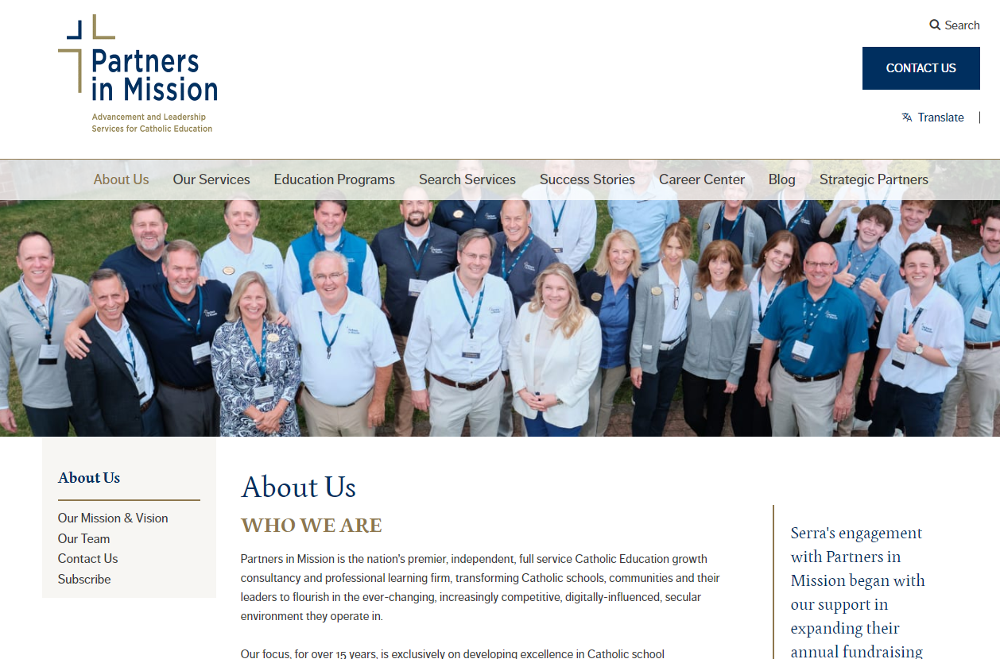 Partners
in Mission
Advancement and Leadership
Services for Catholic Education
Search
CONTACT US
Translate
About Us
Our Services
Education Programs
Search Services
Success Stories
Career Center
Blog
Strategic Partners
About Us
Our Mission & Vision
Our Team
Contact Us
Subscribe
About Us
WHO WE ARE
Partners in Mission is the nation's premier, independent, full service Catholic Education growth
consultancy and professional learning firm, transforming Catholic schools, communities and their
leaders to flourish in the ever-changing, increasingly competitive, digitally-influenced, secular
environment they operate in.
Our focus, for over 15 years, is exclusively on developing excellence in Catholic school
Serra's engagement
with Partners in
Mission began with
our support in
expanding their
annual fundraising